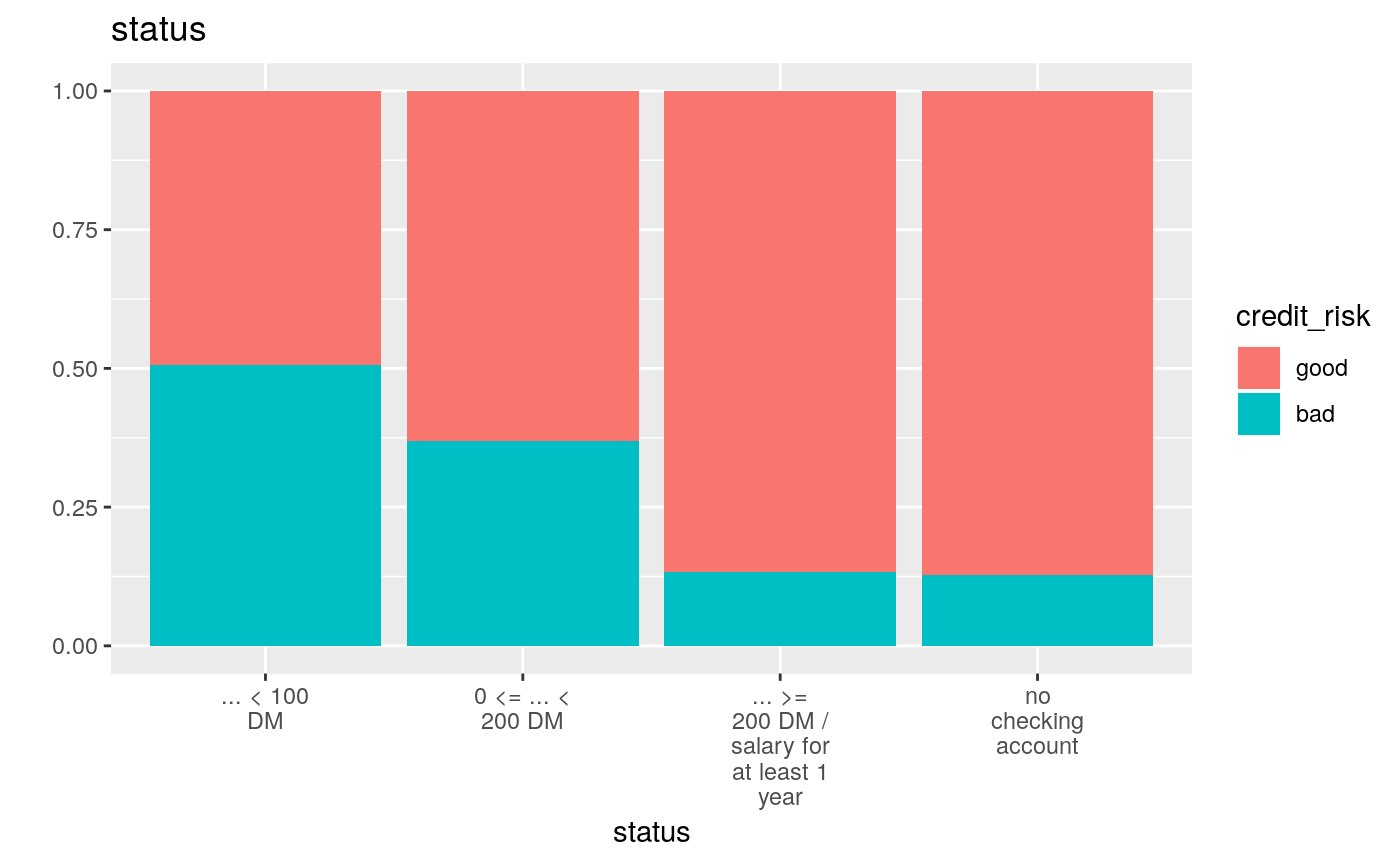 status
1.00
0.75
0.50
0.25
0.00
... < 100
DM
0 <= ... <
200 DM
... >=
200 DM /
salary for
at least 1
year
no
checking
account
status
credit_risk
good
bad